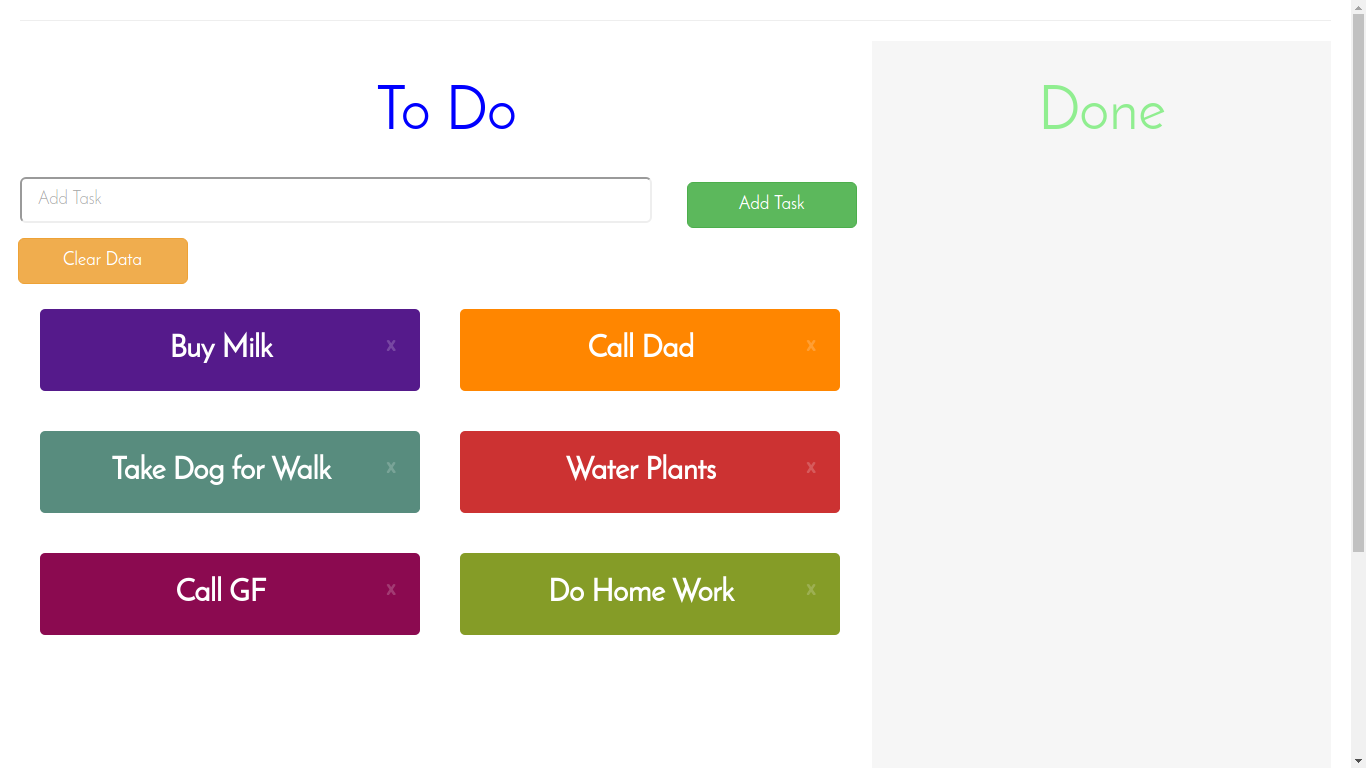 To Do
Done
Add Task
Add Task
Clear Data
Buy Milk x
Call Dad x
Take Dog for Walk x
Water Plants x
Call GF x
Do Home Work x